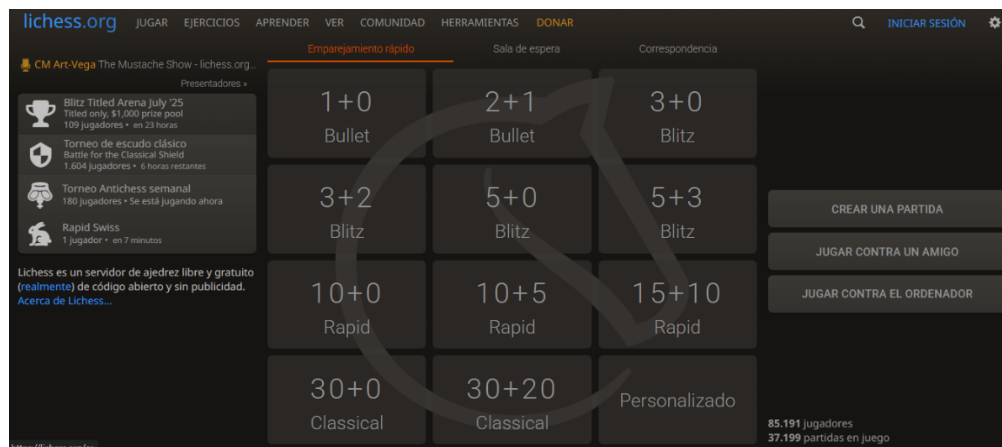 lichess.org JUGAR EJERCICIOS APRENDER VER COMUNIDAD HERRAMIENTAS DONAR INICIAR SESIÓN
Emparejamiento rápido Sala de espera Correspondencia
CM Art-Vega The Mustache Show - lichess.org...
Presentadores »
Blitz Titled Arena July '25
Titled only, $1,000 prize pool
109 jugadores • en 23 horas
Torneo de escudo clásico
Battle for the Classical Shield
1.604 jugadores • 6 horas restantes
Torneo Antichess semanal
180 jugadores • Se está jugando ahora
Rapid Swiss
1 jugador • en 7 minutos
Lichess es un servidor de ajedrez libre y gratuito
(realmente) de código abierto y sin publicidad.
Acerca de Lichess...
1+0
Bullet
2+1
Bullet
3+0
Blitz
3+2
Blitz
5+0
Blitz
5+3
Blitz
10+0
Rapid
10+5
Rapid
15+10
Rapid
30+0
Classical
30+20
Classical
Personalizado
CREAR UNA PARTIDA
JUGAR CONTRA UN AMIGO
JUGAR CONTRA EL ORDENADOR
85.191 jugadores
37.199 partidas en juego